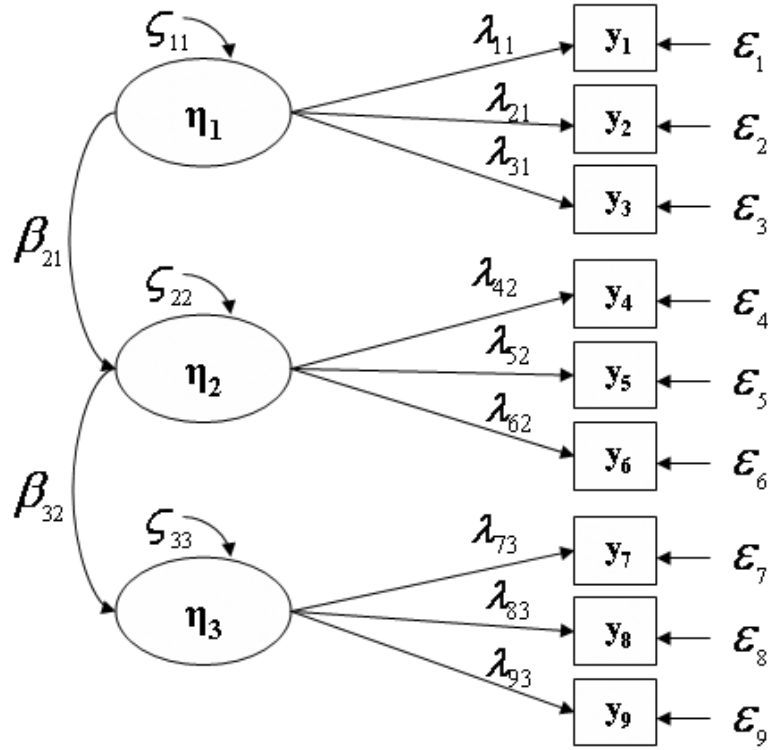 ς₁₁
λ₁₁
y₁
ε₁
η₁
λ₂₁
y₂
ε₂
λ₃₁
y₃
ε₃
β₂₁
ς₂₂
λ₄₂
y₄
ε₄
η₂
λ₅₂
y₅
ε₅
λ₆₂
y₆
ε₆
β₃₂
ς₃₃
λ₇₃
y₇
ε₇
η₃
λ₈₃
y₈
ε₈
λ₉₃
y₉
ε₉